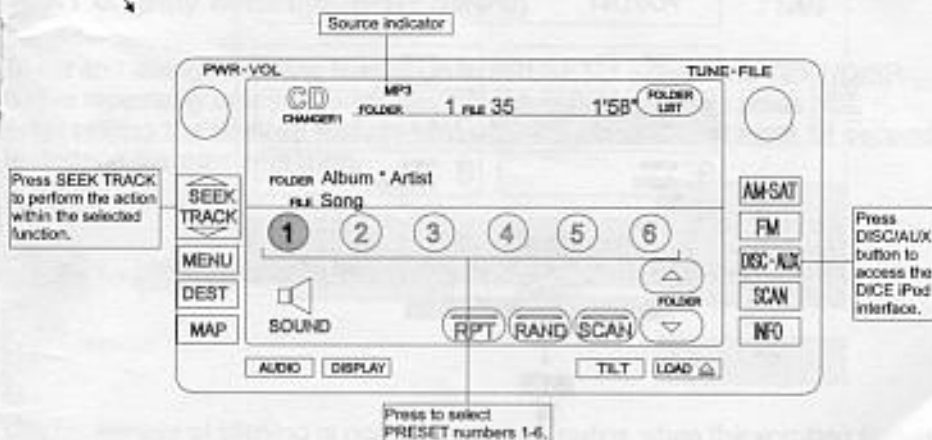 Source indicator
PWR-VOL
TUNE-FILE
CD MP3
CHANGER1 FOLDER 1 FILE 35 1'58" FOLDER LIST
FOLDER Album * Artist
FILE Song
Press SEEK TRACK
to perform the action
within the selected
function.
SEEK
TRACK
MENU
DEST
MAP
1 2 3 4 5 6
SOUND
RPT RAND SCAN
FOLDER
AM-SAT
FM
DISC-AUX
SCAN
INFO
Press
DISC/AUX
button to
access the
DICE iPod
interface.
AUDIO DISPLAY
TILT LOAD
Press to select
PRESET numbers 1-6.